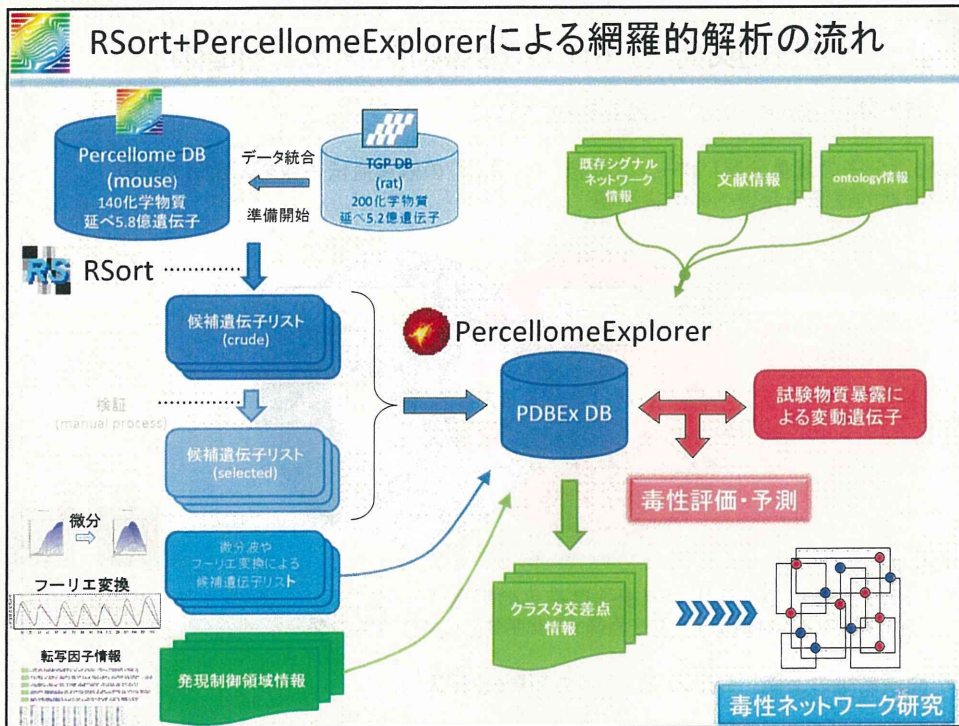 RSort+PercellomeExplorerによる網羅的解析の流れ
Percellome DB
(mouse)
140化学物質
延べ5.8億遺伝子
データ統合
準備開始
TGP DB
(rat)
200化学物質
延べ5.2億遺伝子
既存シグナル
ネットワーク
情報
文献情報
ontology情報
RS
RSort
候補遺伝子リスト
(crude)
検証
(manual process)
候補遺伝子リスト
(selected)
PercellomeExplorer
PDBEx DB
試験物質暴露に
よる変動遺伝子
毒性評価・予測
微分
微分波や
フーリエ変換による
候補遺伝子リスト
フーリエ変換
転写因子情報
発現制御領域情報
クラスタ交差点
情報
毒性ネットワーク研究